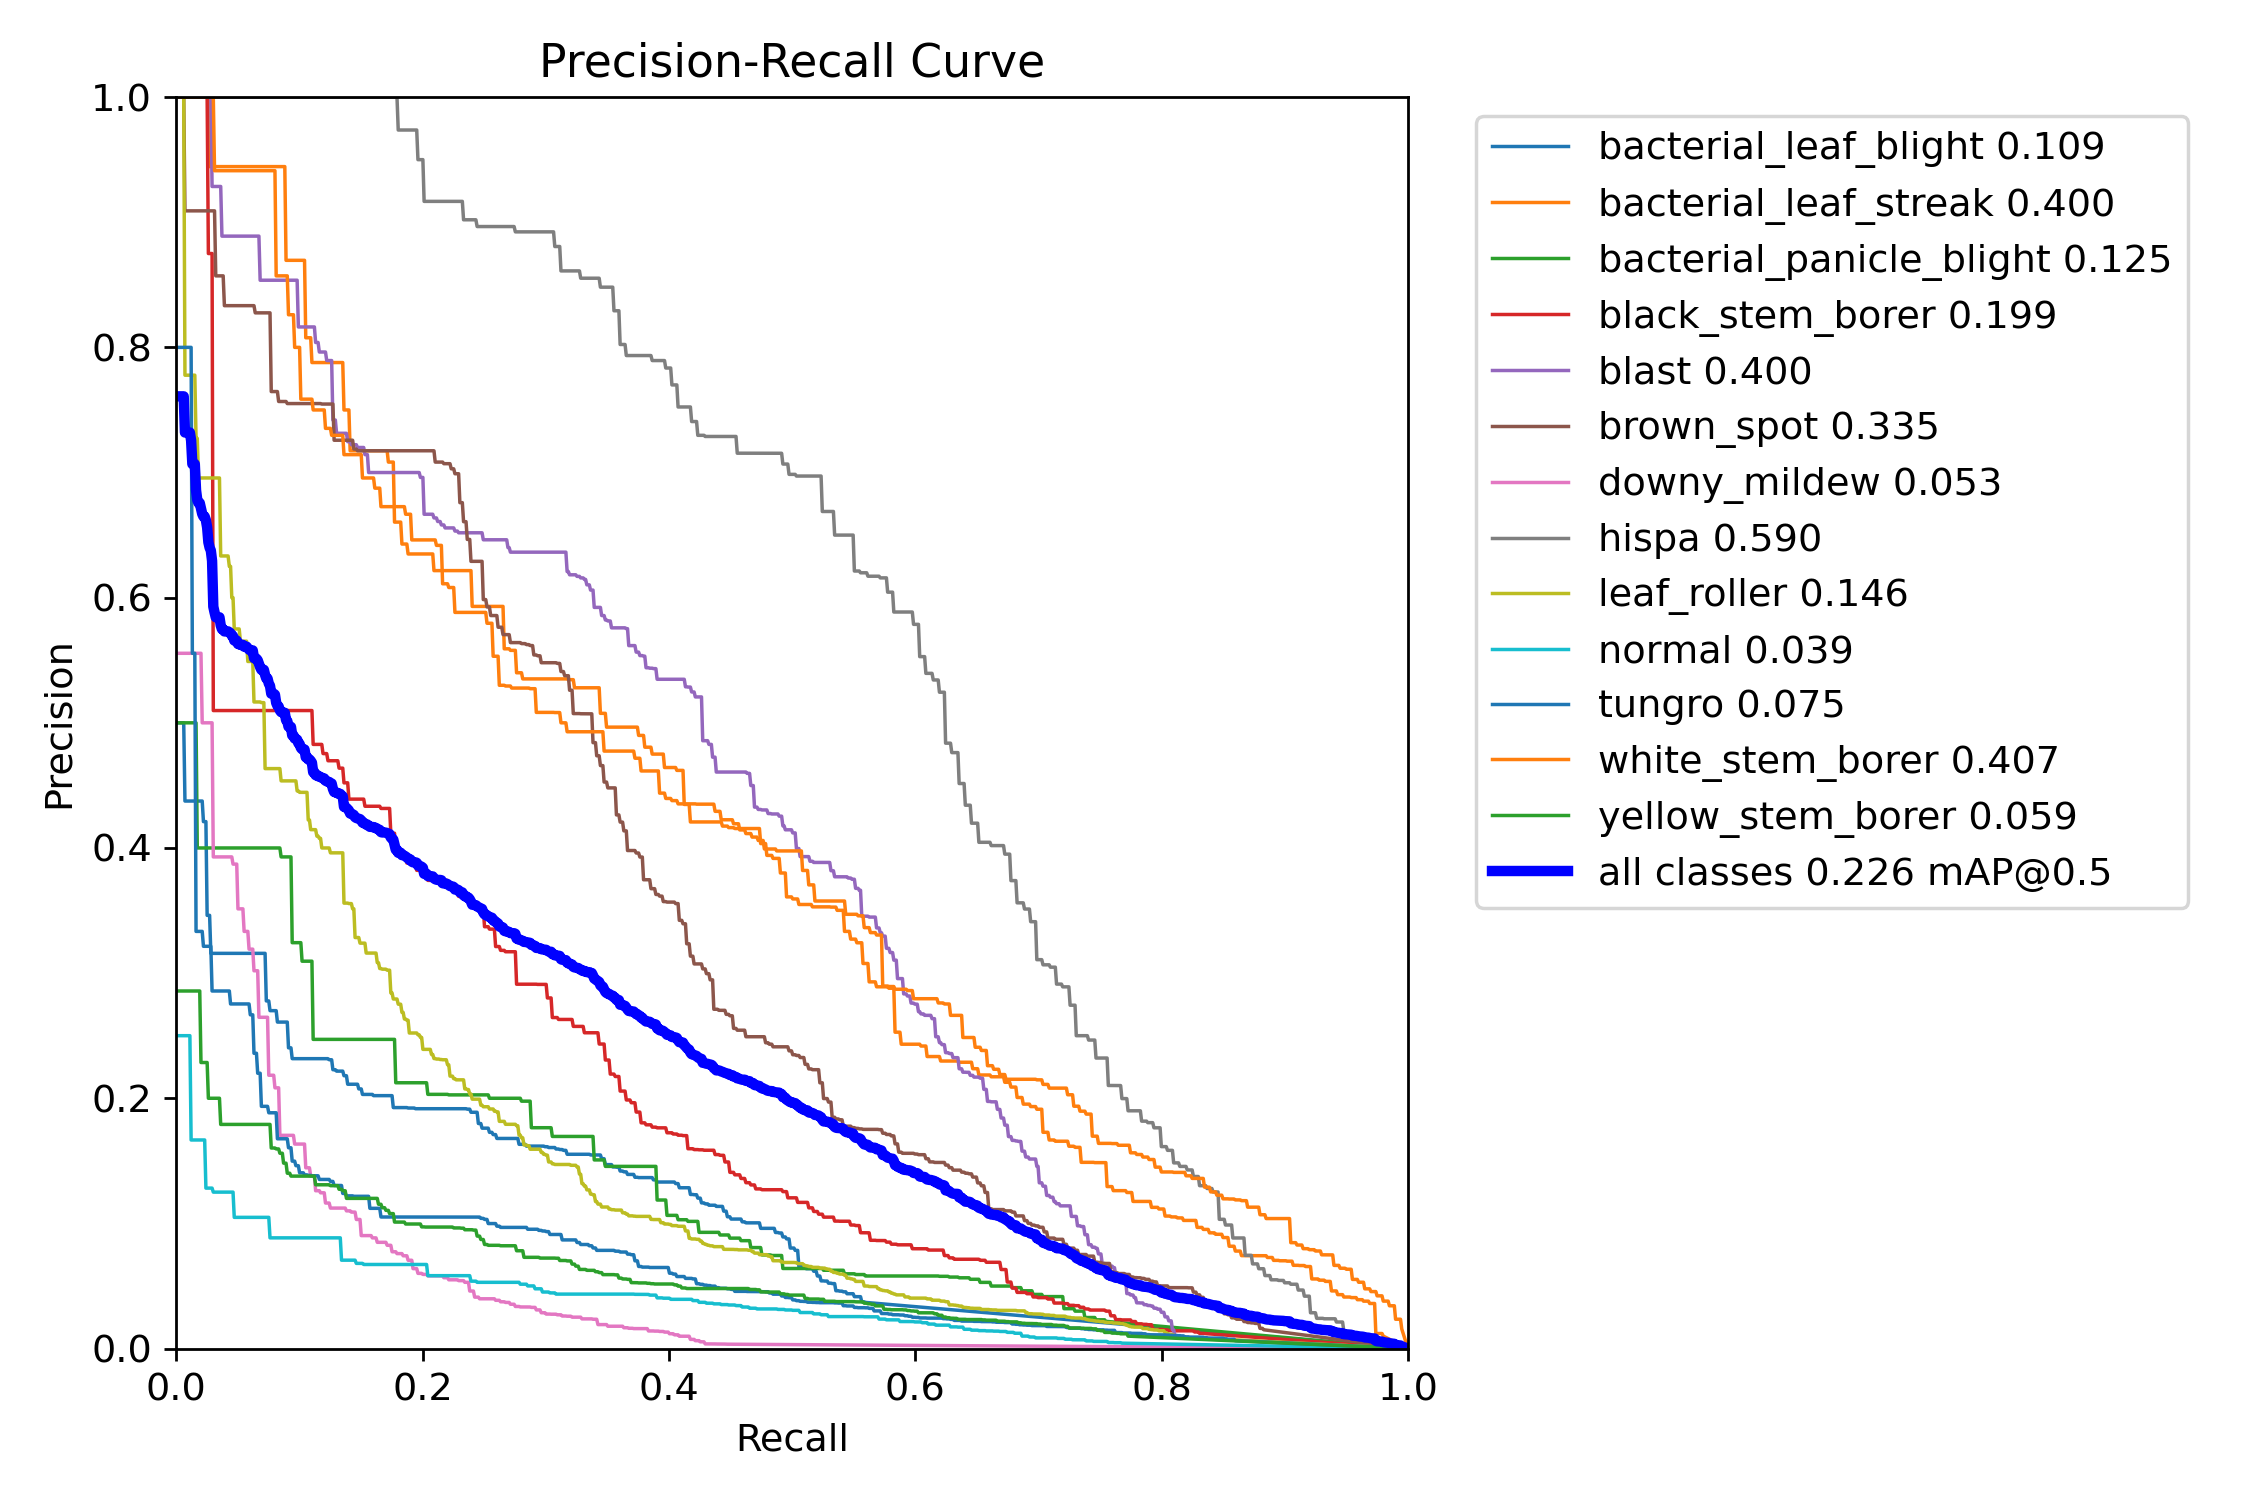 Precision-Recall Curve
1.0
0.8
0.6
0.4
0.2
0.0
Precision
0.0 0.2 0.4 0.6 0.8 1.0
Recall
bacterial_leaf_blight 0.109
bacterial_leaf_streak 0.400
bacterial_panicle_blight 0.125
black_stem_borer 0.199
blast 0.400
brown_spot 0.335
downy_mildew 0.053
hispa 0.590
leaf_roller 0.146
normal 0.039
tungro 0.075
white_stem_borer 0.407
yellow_stem_borer 0.059
all classes 0.226 mAP@0.5